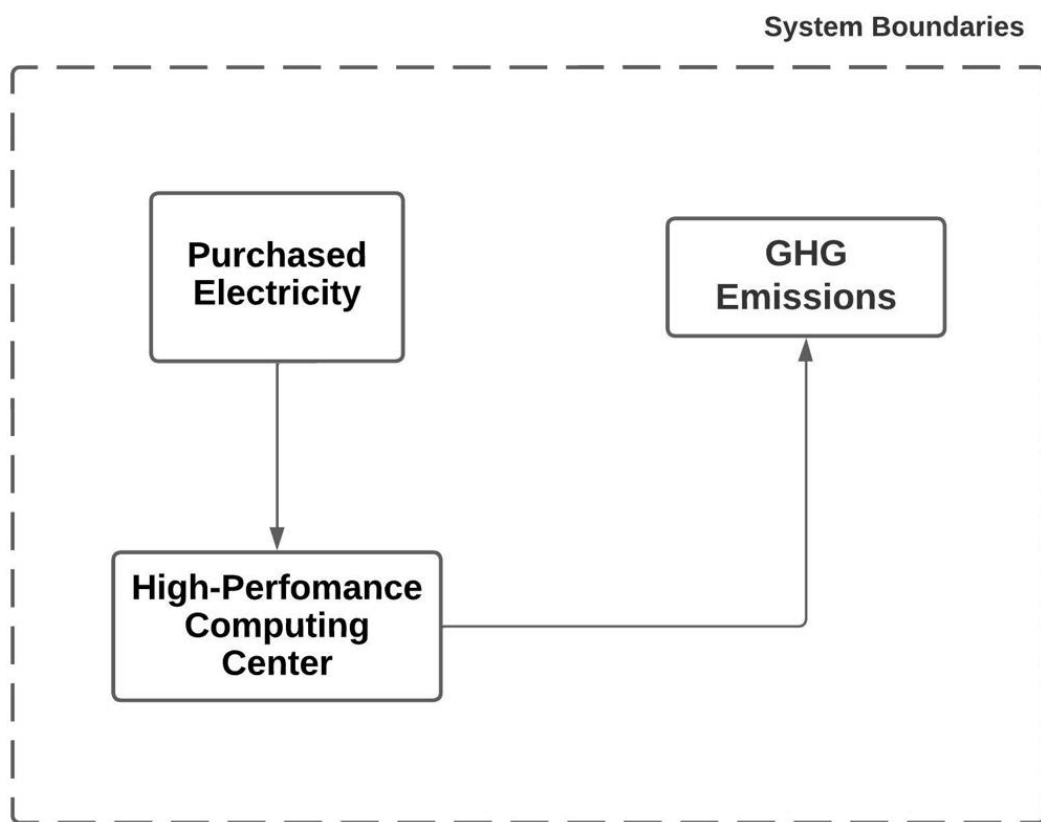 System Boundaries
Purchased
Electricity
GHG
Emissions
High-Perfomance
Computing
Center